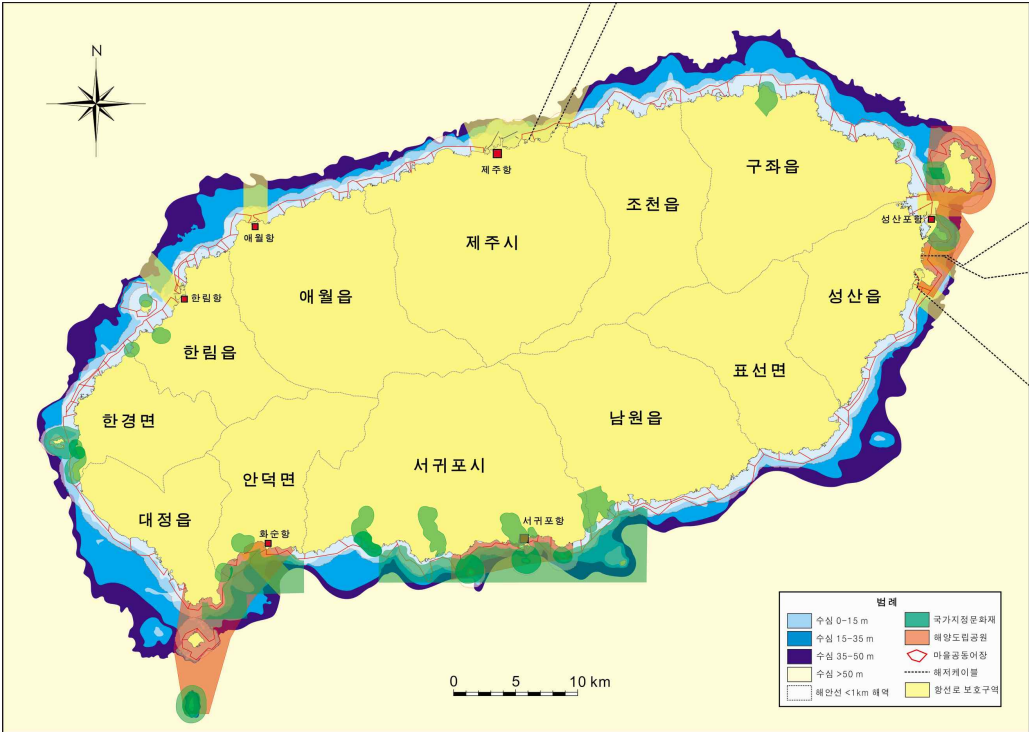 N
제주항
구좌읍
조천읍
성산포항
애월항
제주시
한림항
애월읍
성산읍
한림읍
표선면
한경면
남원읍
서귀포시
안덕면
대정읍
서귀포항
화순항
범 례
수심 0-15 m
국가지정문화재
수심 15-35 m
해양도립공원
수심 35-50 m
마을공동어장
수심 >50 m
해저케이블
해안선 <1km 해역
항선로 보호구역
0 5 10 km